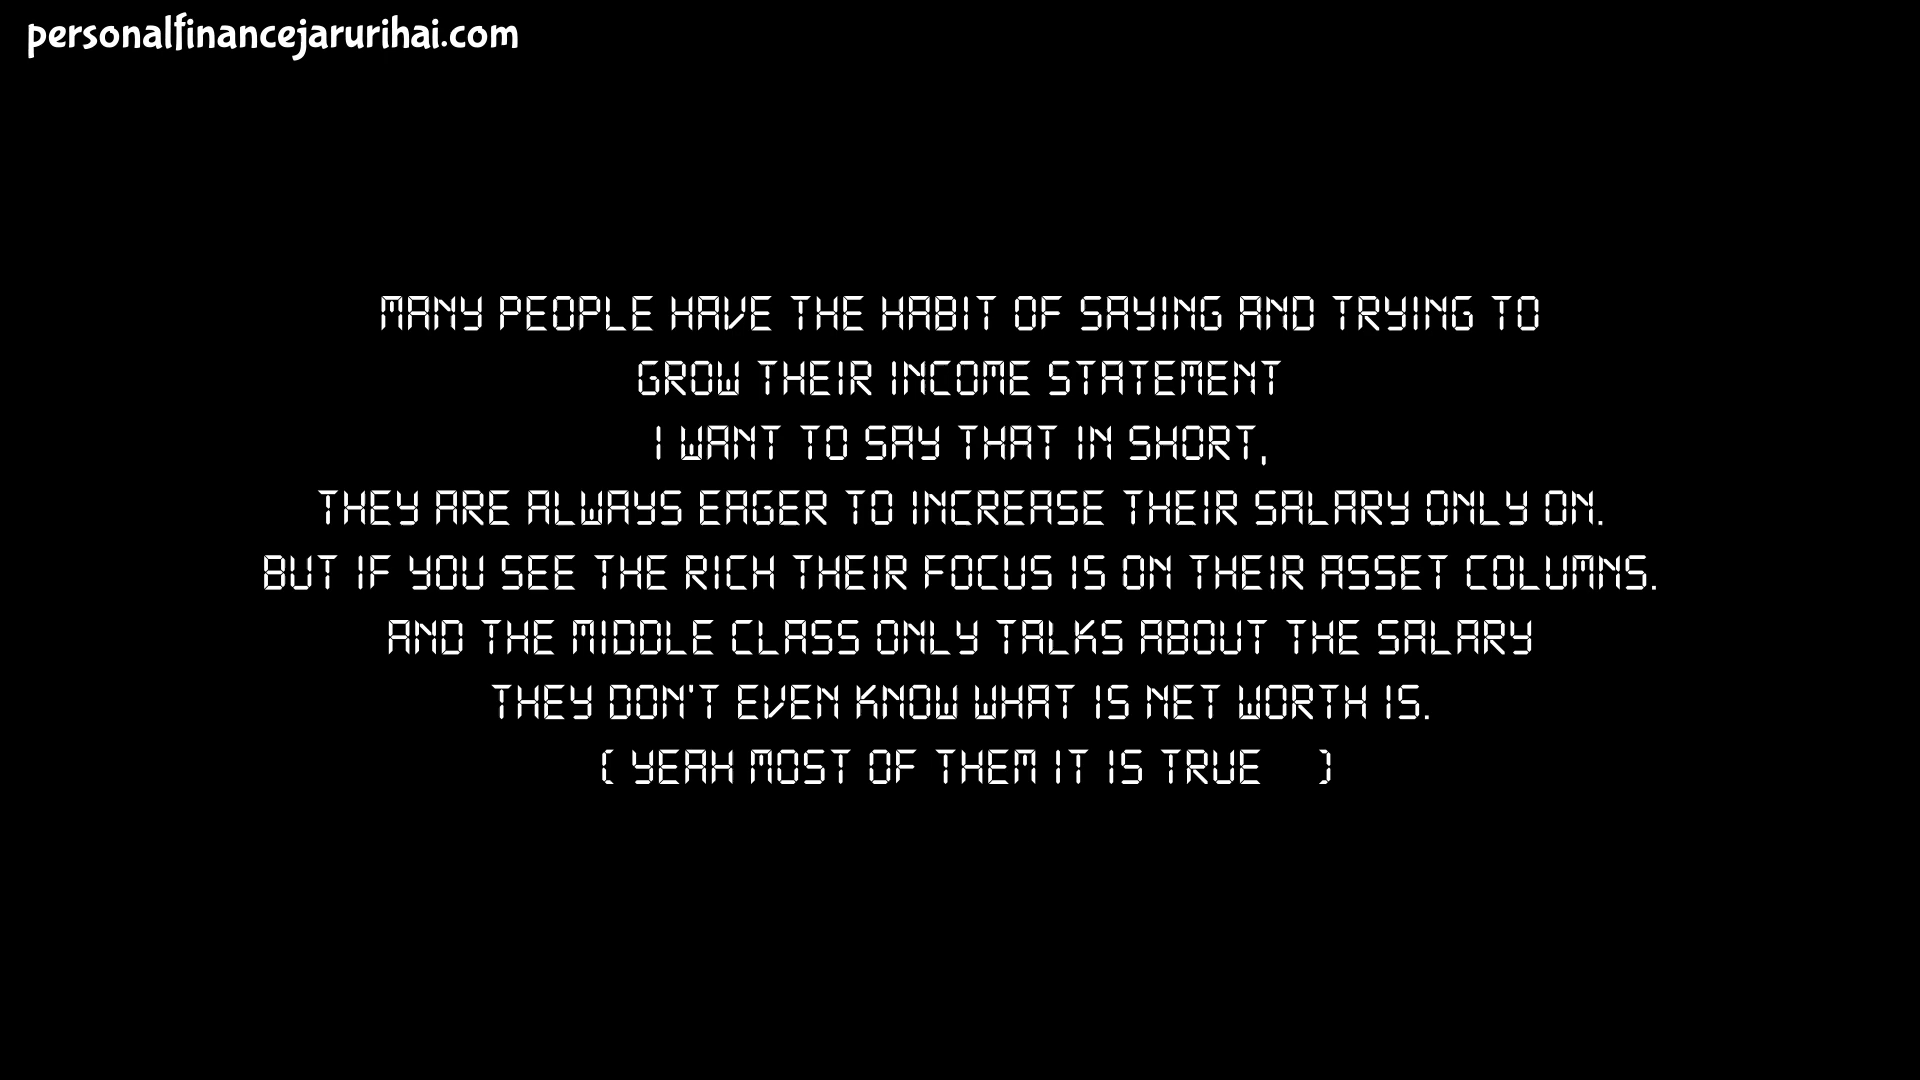 personalfinancejarurihai.com
MANY PEOPLE HAVE THE HABIT OF SAYING AND TRYING TO
GROW THEIR INCOME STATEMENT
I WANT TO SAY THAT IN SHORT,
THEY ARE ALWAYS EAGER TO INCREASE THEIR SALARY ONLY ON.
BUT IF YOU SEE THE RICH THEIR FOCUS IS ON THEIR ASSET COLUMNS.
AND THE MIDDLE CLASS ONLY TALKS ABOUT THE SALARY
THEY DON'T EVEN KNOW WHAT IS NET WORTH IS.
( YEAH MOST OF THEM IT IS TRUE )